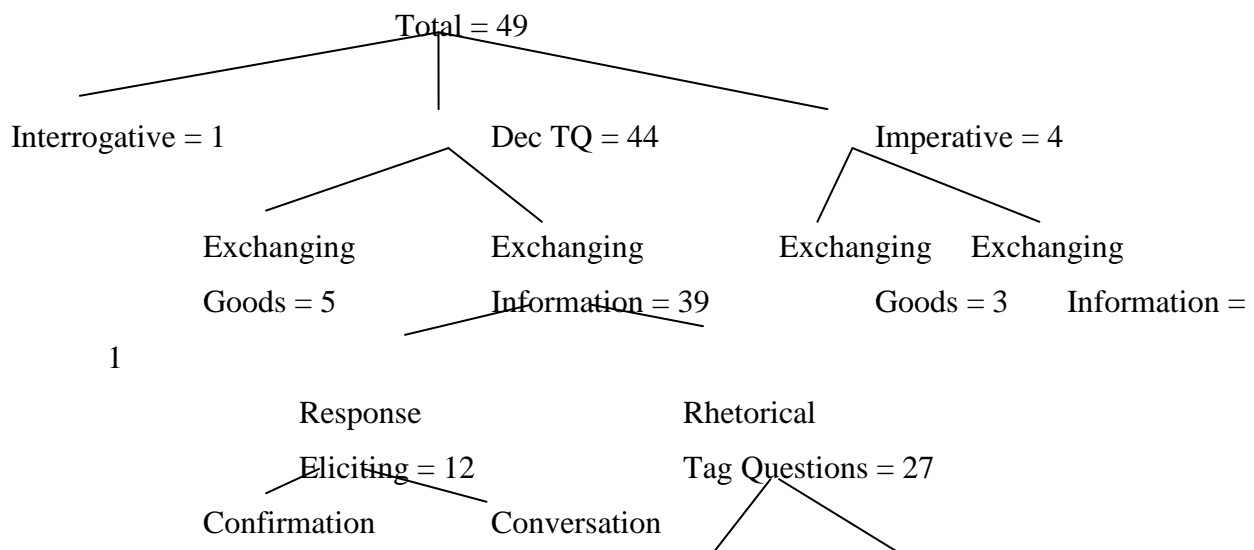 Total = 49
Interrogative = 1 Dec TQ = 44 Imperative = 4
Exchanging Exchanging Exchanging Exchanging
Goods = 5 Information = 39 Goods = 3 Information =
1
Response Rhetorical
Eliciting = 12 Tag Questions = 27
Confirmation Conversation